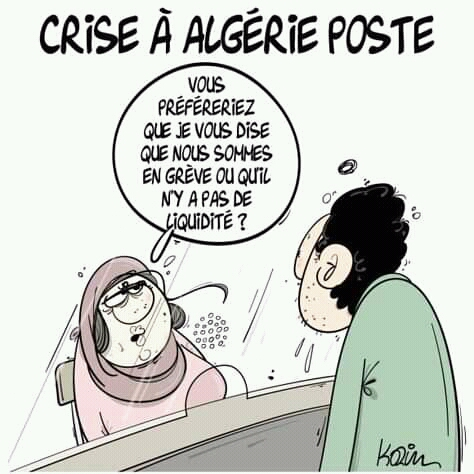 CRISE À ALGÉRIE POSTE
VOUS
PRÉFÉRERIEZ
QUE JE VOUS DISE
QUE NOUS SOMMES
EN GRÈVE OU QU'IL
N'Y A PAS DE
LIQUIDITÉ ?